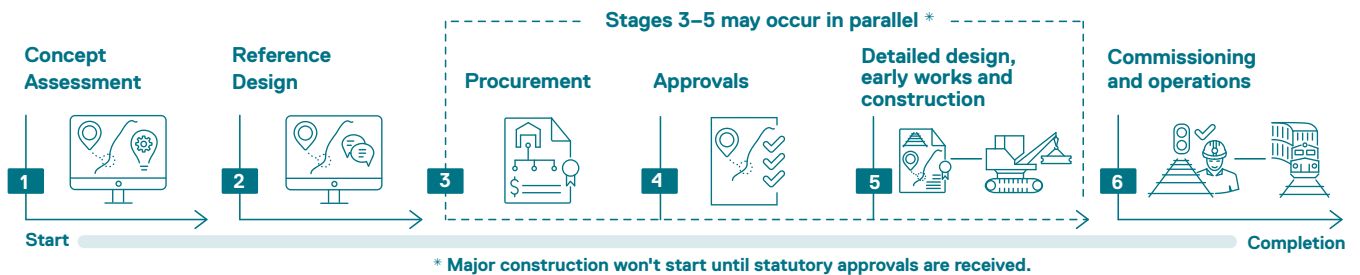 Stages 3–5 may occur in parallel *
Concept
Assessment
Reference
Design
Procurement
Approvals
Detailed design,
early works and
construction
Commissioning
and operations
$
1
2
3
4
5
6
Start
Completion
* Major construction won't start until statutory approvals are received.